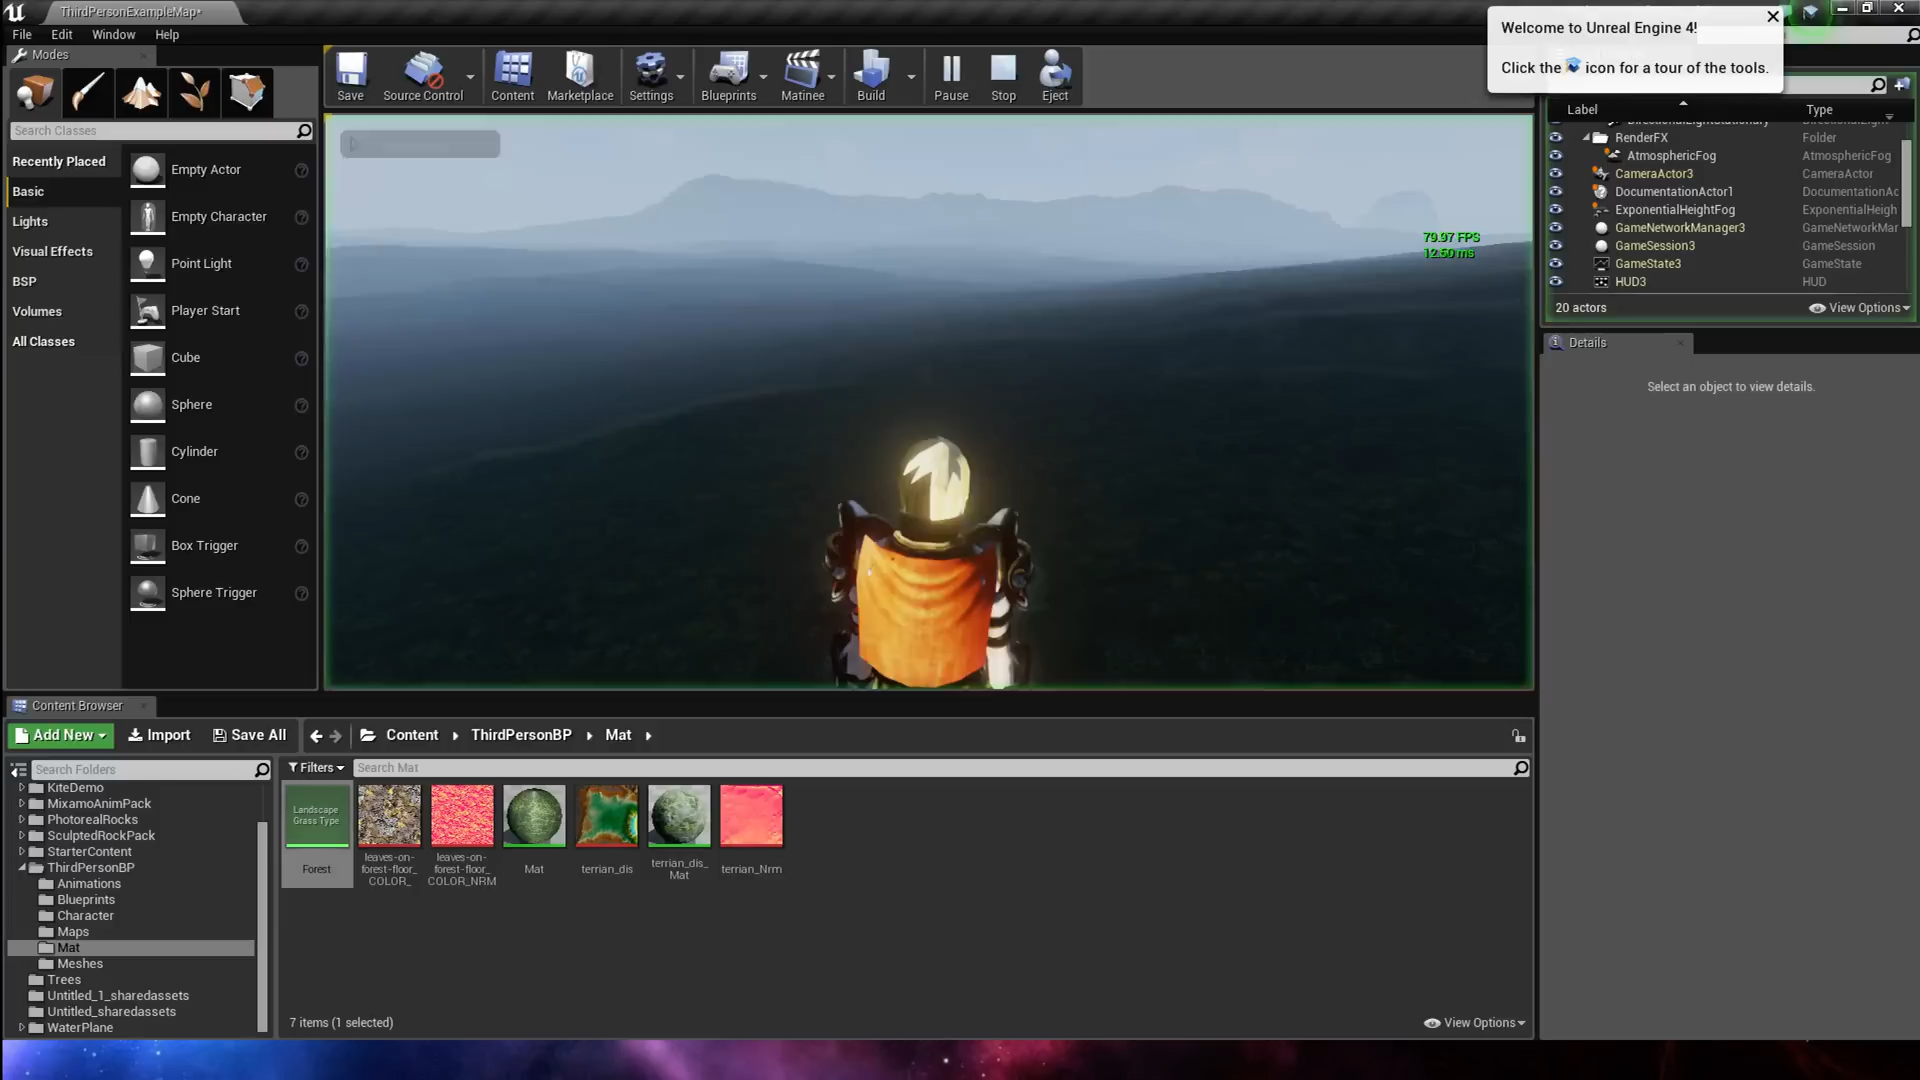 ThirdPersonExampleMap*
File Edit Window Help
Modes
Search Classes
Recently Placed
Basic
Lights
Visual Effects
BSP
Volumes
All Classes
Empty Actor
Empty Character
Point Light
Player Start
Cube
Sphere
Cylinder
Cone
Box Trigger
Sphere Trigger
Save Source Control Content Marketplace Settings Blueprints Matinee Build Pause Stop Eject
79.97 FPS
12.50 ms
Welcome to Unreal Engine 4!
Click the icon for a tour of the tools.
Label Type
DirectionalLightStationary DirectionalLight
RenderFX Folder
AtmosphericFog AtmosphericFog
CameraActor3 CameraActor
DocumentationActor1 DocumentationAc
ExponentialHeightFog ExponentialHeigh
GameNetworkManager3 GameNetworkMar
GameSession3 GameSession
GameState3 GameState
HUD3 HUD
20 actors View Options
Details
Select an object to view details.
Content Browser
Add New Import Save All Content ThirdPersonBP Mat
Search Folders
Filters Search Mat
KiteDemo
MixamoAnimPack
PhotorealRocks
SculptedRockPack
StarterContent
ThirdPersonBP
Animations
Blueprints
Character
Maps
Mat
Meshes
Trees
Untitled_1_sharedassets
Untitled_sharedassets
WaterPlane
Landscape
Grass Type
Forest
leaves-on-
forest-floor_
COLOR_
leaves-on-
forest-floor_
COLOR_NRM
Mat
terrian_dis
terrian_dis_
Mat
terrian_Nrm
7 items (1 selected) View Options